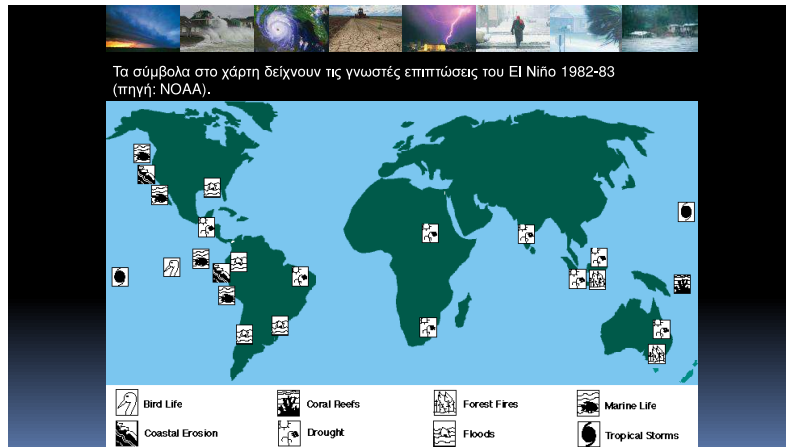 Τα σύμβολα στο χάρτη δείχνουν τις γνωστές επιπτώσεις του El Niño 1982-83
(πηγή: NOAA).
Bird Life
Coral Reefs
Forest Fires
Marine Life
Coastal Erosion
Drought
Floods
Tropical Storms